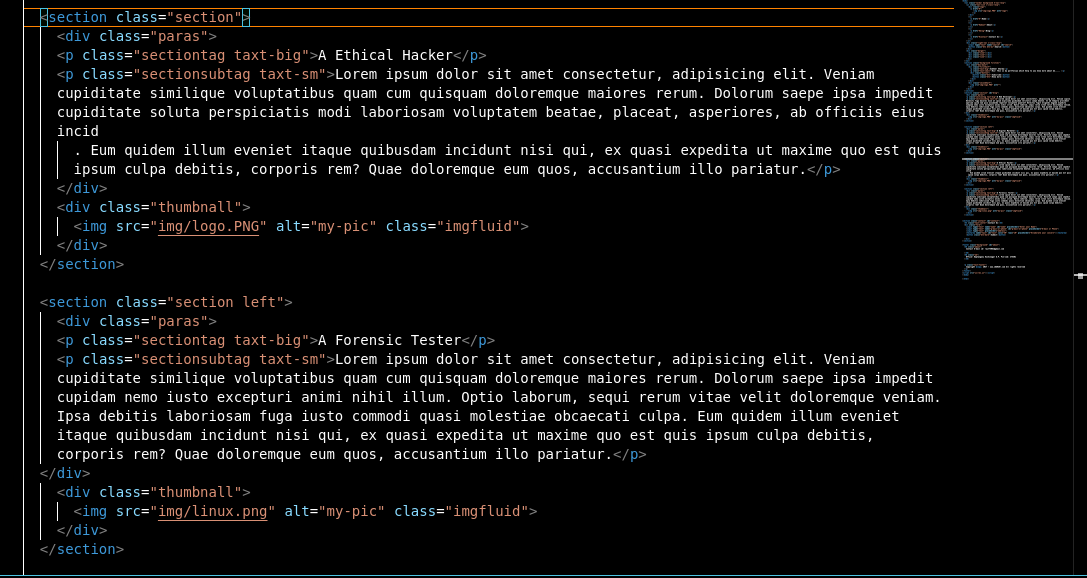 <section class="section">
<div class="paras">
<p class="sectiontag taxt-big">A Ethical Hacker</p>
<p class="sectionsubtag taxt-sm">Lorem ipsum dolor sit amet consectetur, adipisicing elit. Veniam
cupiditate similique voluptatibus quam cum quisquam doloremque maiores rerum. Dolorum saepe ipsa impedit
cupiditate soluta perspiciatis modi laboriosam voluptatem beatae, placeat, asperiores, ab officiis eius
incid
. Eum quidem illum eveniet itaque quibusdam incidunt nisi qui, ex quasi expedita ut maxime quo est quis
ipsum culpa debitis, corporis rem? Quae doloremque eum quos, accusantium illo pariatur.</p>
</div>
<div class="thumbnall">
<img src="img/logo.PNG" alt="my-pic" class="imgfluid">
</div>
</section>
<section class="section left">
<div class="paras">
<p class="sectiontag taxt-big">A Forensic Tester</p>
<p class="sectionsubtag taxt-sm">Lorem ipsum dolor sit amet consectetur, adipisicing elit. Veniam
cupiditate similique voluptatibus quam cum quisquam doloremque maiores rerum. Dolorum saepe ipsa impedit
cupidam nemo iusto excepturi animi nihil illum. Optio laborum, sequi rerum vitae velit doloremque veniam.
Ipsa debitis laboriosam fuga iusto commodi quasi molestiae obcaecati culpa. Eum quidem illum eveniet
itaque quibusdam incidunt nisi qui, ex quasi expedita ut maxime quo est quis ipsum culpa debitis,
corporis rem? Quae doloremque eum quos, accusantium illo pariatur.</p>
</div>
<div class="thumbnall">
<img src="img/linux.png" alt="my-pic" class="imgfluid">
</div>
</section>